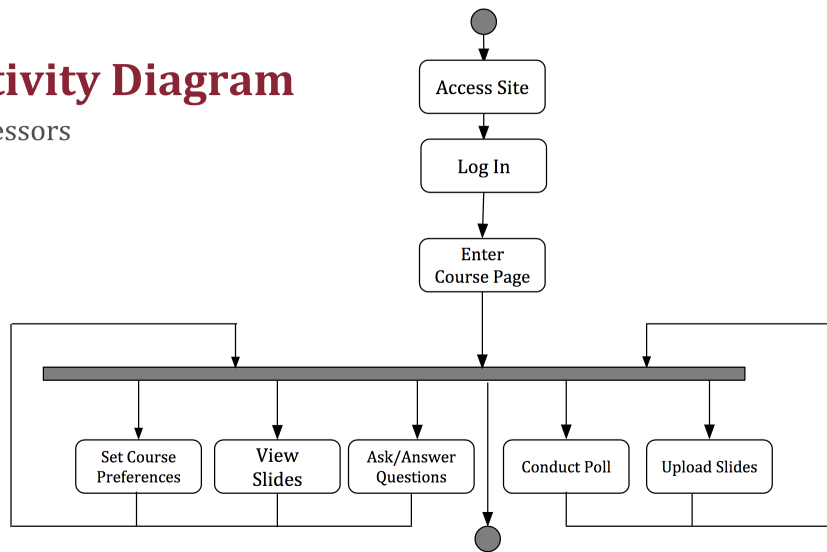 tivity Diagram
essors
Access Site
Log In
Enter
Course Page
Set Course
Preferences
View
Slides
Ask/Answer
Questions
Conduct Poll
Upload Slides